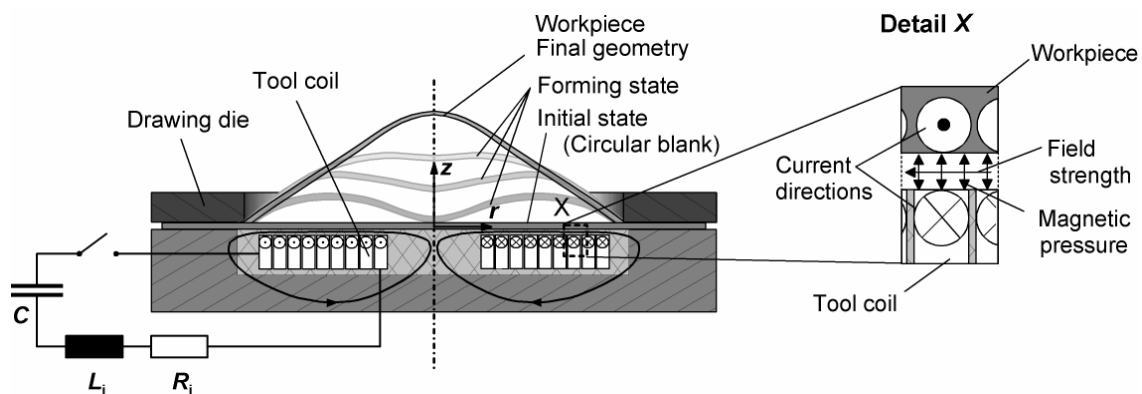 Detail X
Workpiece
Final geometry
Tool coil
Forming state
Initial state
(Circular blank)
Drawing die
z
r
X
C
Li
Ri
Workpiece
Current
directions
Field
strength
Magnetic
pressure
Tool coil